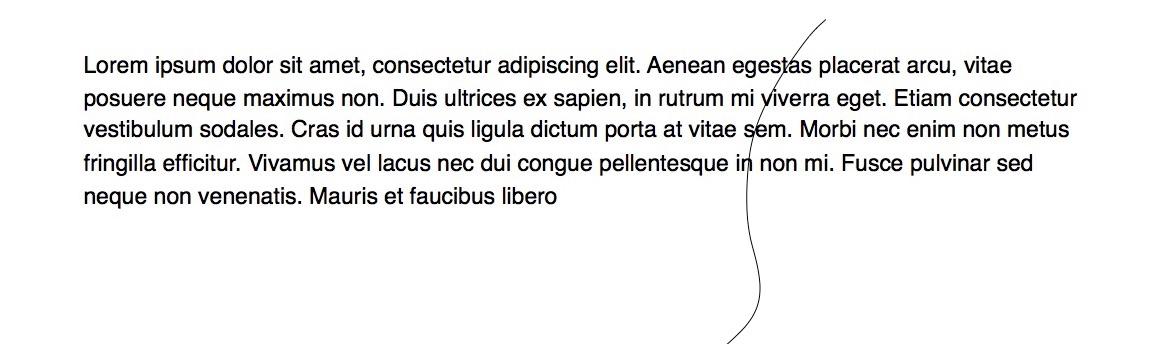 Lorem ipsum dolor sit amet, consectetur adipiscing elit. Aenean egestas placerat arcu, vitae
posuere neque maximus non. Duis ultrices ex sapien, in rutrum mi viverra eget. Etiam consectetur
vestibulum sodales. Cras id urna quis ligula dictum porta at vitae sem. Morbi nec enim non metus
fringilla efficitur. Vivamus vel lacus nec dui congue pellentesque in non mi. Fusce pulvinar sed
neque non venenatis. Mauris et faucibus libero